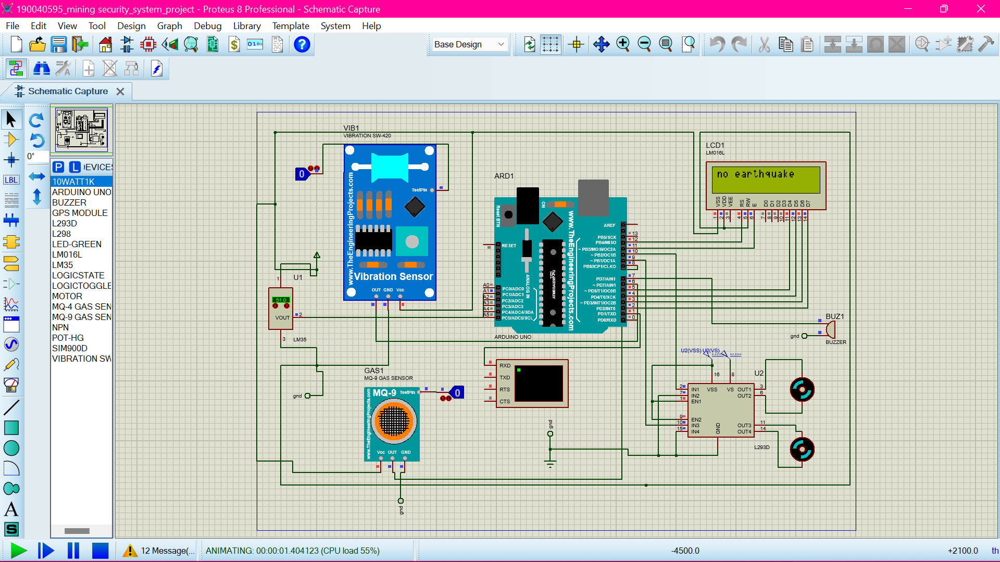 190040595_mining security_system_project - Proteus 8 Professional - Schematic Capture
File Edit View Tool Design Graph Debug Library Template System Help
Base Design
Schematic Capture
0°
LBL
P L DEVICES
10WATT1K
ARDUINO UNO
BUZZER
GPS MODULE
L293D
L298
LED-GREEN
LM016L
LM35
LOGICSTATE
LOGICTOGGLE
MOTOR
MQ-4 GAS SEN
MQ-9 GAS SEN
NPN
POT-HG
SIM900D
VIBRATION SW
VIB1
VIBRATION SW-420
0
TestPin
www.TheEngineeringProjects.com
Vibration Sensor
OUT GND Vcc
U1
1
51.0
VOUT
2
3
LM35
gnd
GAS1
MQ-9 GAS SENSOR
MQ-9 TestPin
0
www.TheEngineeringProjects.com
Vcc OUT GND
gnd
ARD1
Reset BTN
ON
www.TheEngineeringProjects.com
RESET
ANALOG IN
ATMEGA328P-PU
1121
AREF
PB5/SCK
PB4/MISO
~ PB3/MOSI/OC2A
~ PB2/OC1B
~ PB1/OC1A
PB0/ICP1/CLKO
PD7/AIN1
~ PD7/AIN1
~ PD5/T1/OC0B
PD4/T0/XCK
~ PD3/INT1/OC2B
PD2/INT0
PD1/TXD
PD0/RXD
13
12
11
10
9
8
7
6
5
4
3
2
1
0
A0
A1
A2
A3
A4
A5
PC0/ADC0
PC1/ADC1
PC2/ADC2
PC3/ADC3
PC4/ADC4/SDA
PC5/ADC5/SCL
ARDUINO UNO
RXD
TXD
RTS
CTS
gnd
LCD1
LM016L
no earthquake
VSS VDD VEE RS RW E D0 D1 D2 D3 D4 D5 D6 D7
1 2 3 4 5 6 7 8 9 10 11 12 13 14
BUZ1
gnd
BUZZER
U2(VSS) U2(VS)
16 8 U2
2 IN1 VSS VS OUT1 3
7 IN2 OUT2 6
1 EN1
9 EN2
10 IN3 OUT3 11
15 IN4 GND OUT4 14
L293D
12 Message(...
ANIMATING: 00:00:01.404123 (CPU load 55%)
-4500.0
+2100.0
th